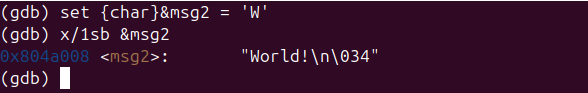 (gdb) set {char}&msg2 = 'W'
(gdb) x/1sb &msg2
0x804a008 <msg2>:        "World!\n\034"
(gdb)